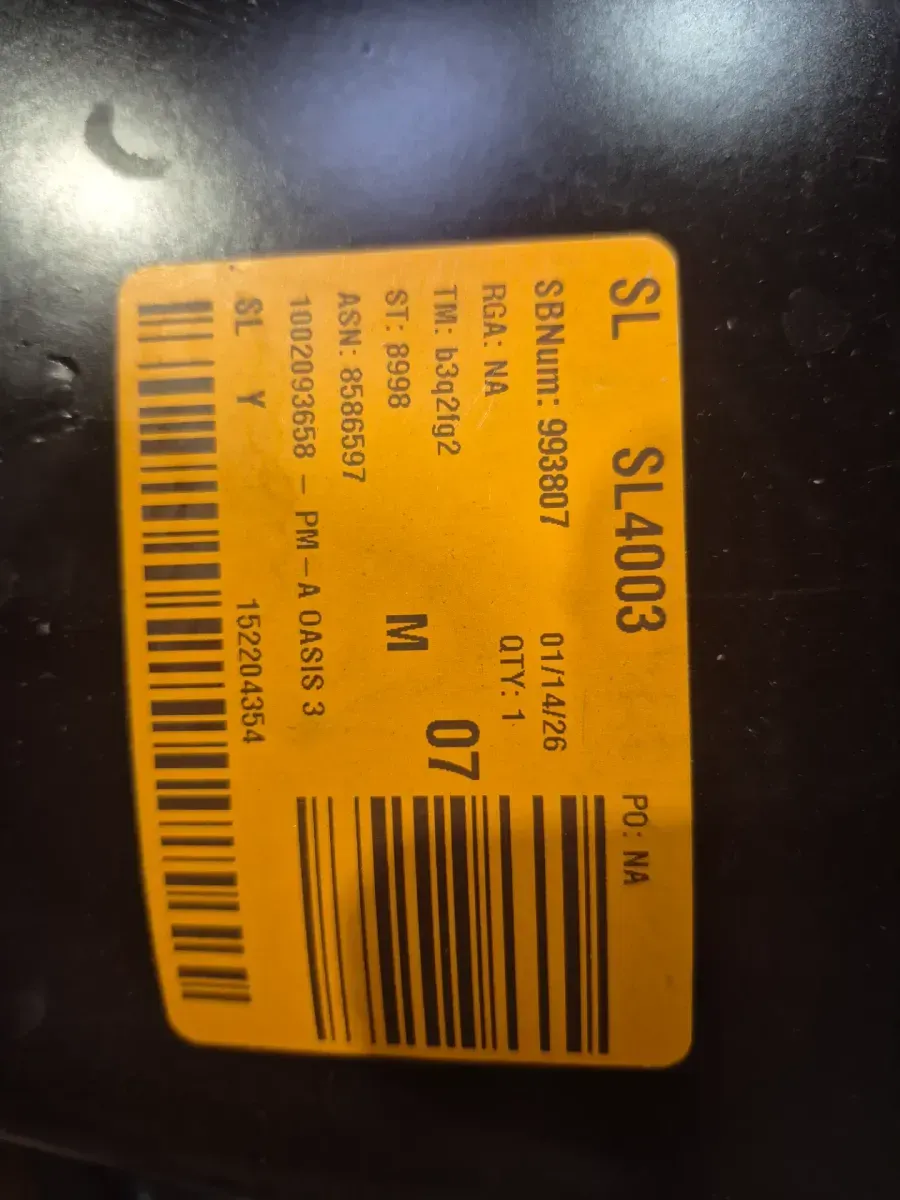 SL SL4003 PO: NA
SBNum: 993807 01/14/26
RGA: NA QTY: 1
TM: b3q2fg2 07
ST: 8998 M
ASN: 8586597
1002093658 - PM-A OASIS 3
SL Y 152204354